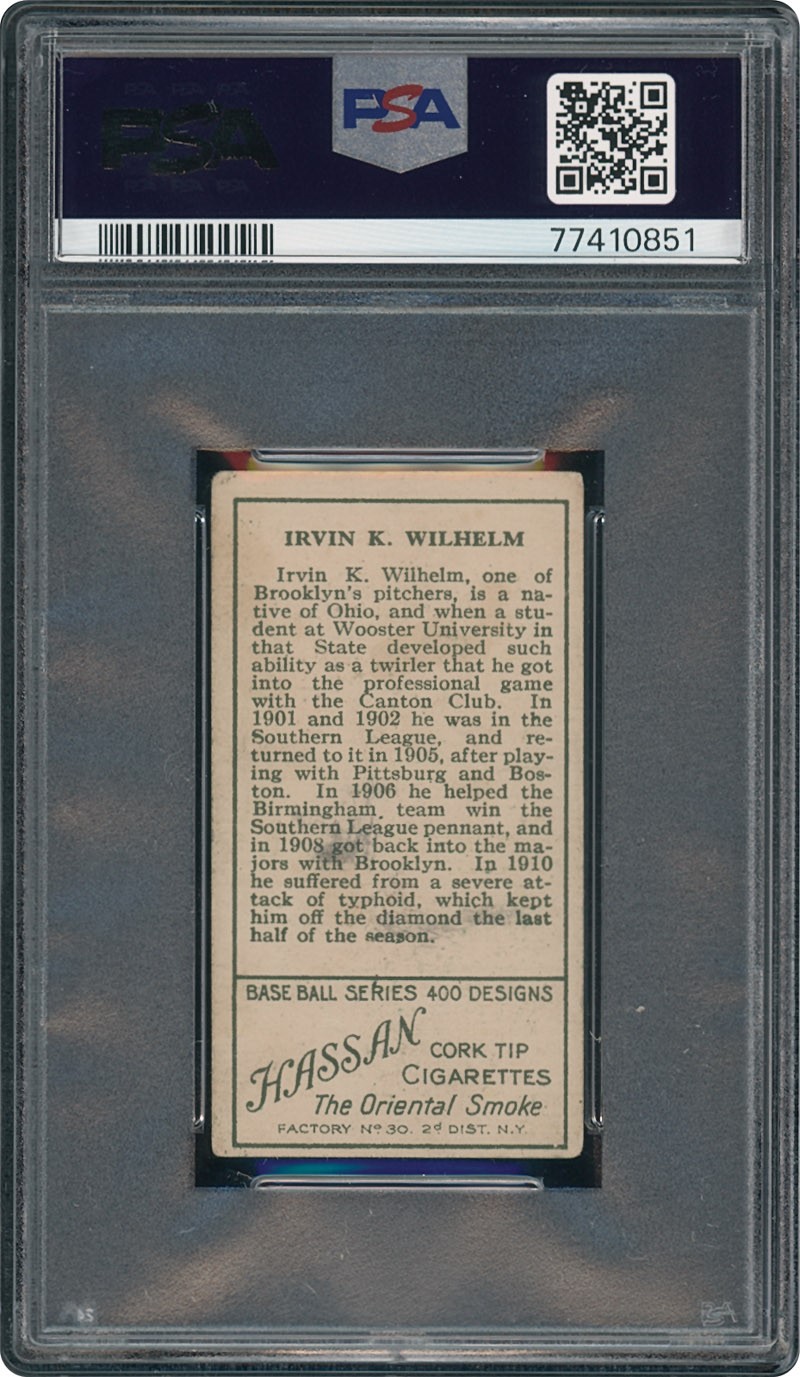 PSA
PSA
77410851
IRVIN K. WILHELM
Irvin K. Wilhelm, one of
Brooklyn's pitchers, is a na-
tive of Ohio, and when a stu-
dent at Wooster University in
that State developed such
ability as a twirler that he got
into the professional game
with the Canton Club. In
1901 and 1902 he was in the
Southern League, and re-
turned to it in 1905, after play-
ing with Pittsburg and Bos-
ton. In 1906 he helped the
Birmingham team win the
Southern League pennant, and
in 1908 got back into the ma-
jors with Brooklyn. In 1910
he suffered from a severe at-
tack of typhoid, which kept
him off the diamond the last
half of the season.
BASE BALL SERIES 400 DESIGNS
HASSAN
CORK TIP
CIGARETTES
The Oriental Smoke
FACTORY Nº 30. 2d DIST. N.Y.
PSA